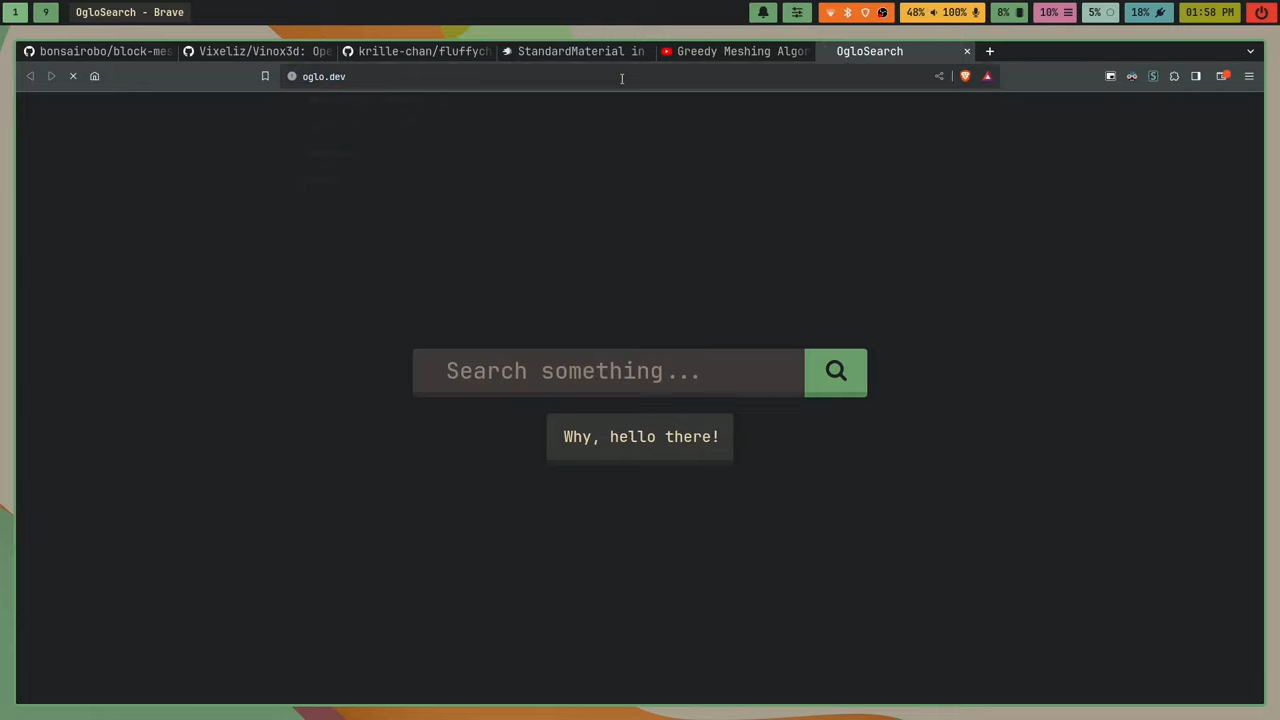 1 9 OgloSearch - Brave 48% 100% 8% 10% 5% 18% 01:58 PM
bonsairobo/block-mes Vixeliz/Vinox3d: Ope krille-chan/fluffych StandardMaterial in Greedy Meshing Algor OgloSearch
oglo.dev
Search something...
Why, hello there!